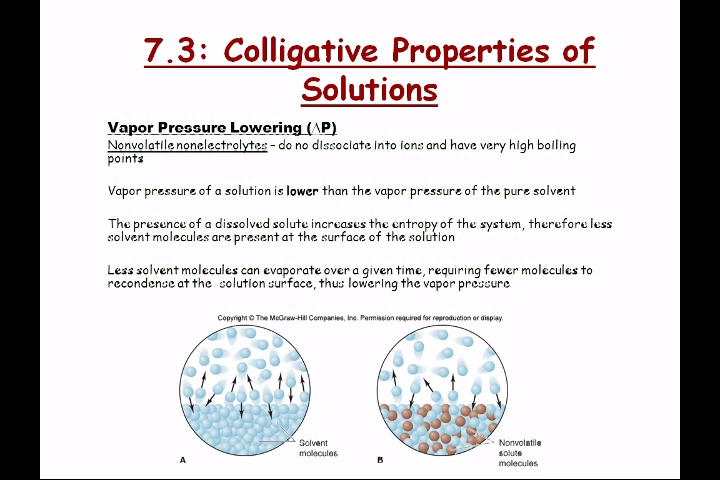 7.3: Colligative Properties of
Solutions
Vapor Pressure Lowering (∆P)
Nonvolatile nonelectrolytes – do no dissociate into ions and have very high boiling
points
Vapor pressure of a solution is lower than the vapor pressure of the pure solvent
The presence of a dissolved solute increases the entropy of the system, therefore less
solvent molecules are present at the surface of the solution
Less solvent molecules can evaporate over a given time, requiring fewer molecules to
recondense at the solution surface, thus lowering the vapor pressure
Copyright © The McGraw-Hill Companies, Inc. Permission required for reproduction or display.
Solvent
molecules
A
Nonvolatile
solute
molecules
B